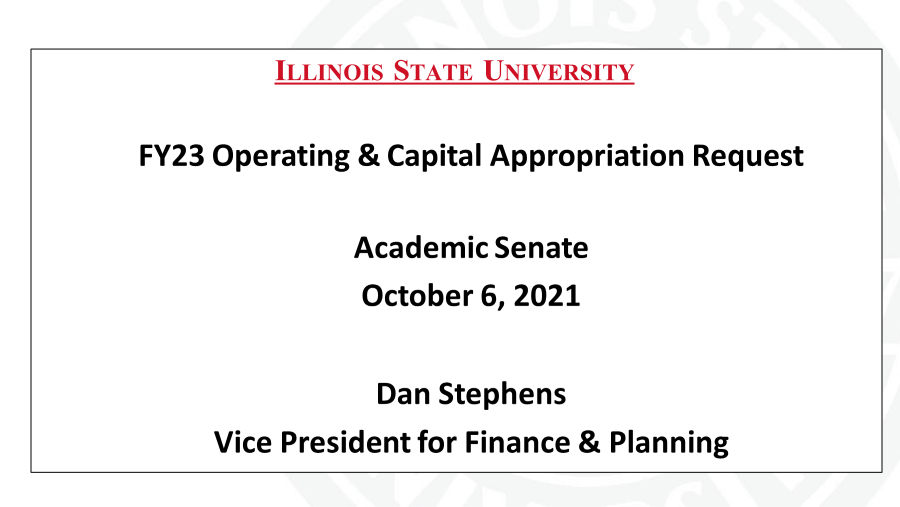 ILLINOIS STATE UNIVERSITY
FY23 Operating & Capital Appropriation Request
Academic Senate
October 6, 2021
Dan Stephens
Vice President for Finance & Planning